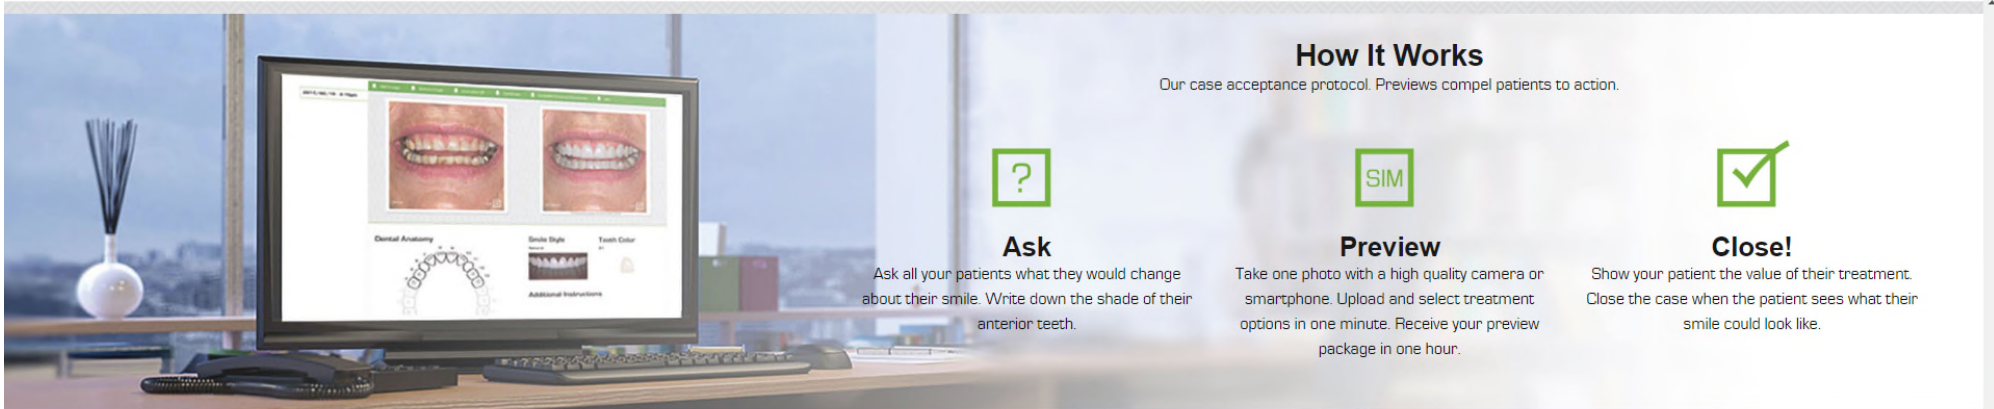 How It Works
Our case acceptance protocol. Previews compel patients to action.
?
SIM
Ask
Ask all your patients what they would change
about their smile. Write down the shade of their
anterior teeth.
Preview
Take one photo with a high quality camera or
smartphone. Upload and select treatment
options in one minute. Receive your preview
package in one hour.
Close!
Show your patient the value of their treatment.
Close the case when the patient sees what their
smile could look like.
Dental Anatomy
Smile Style
Tooth Color
Additional Instructions